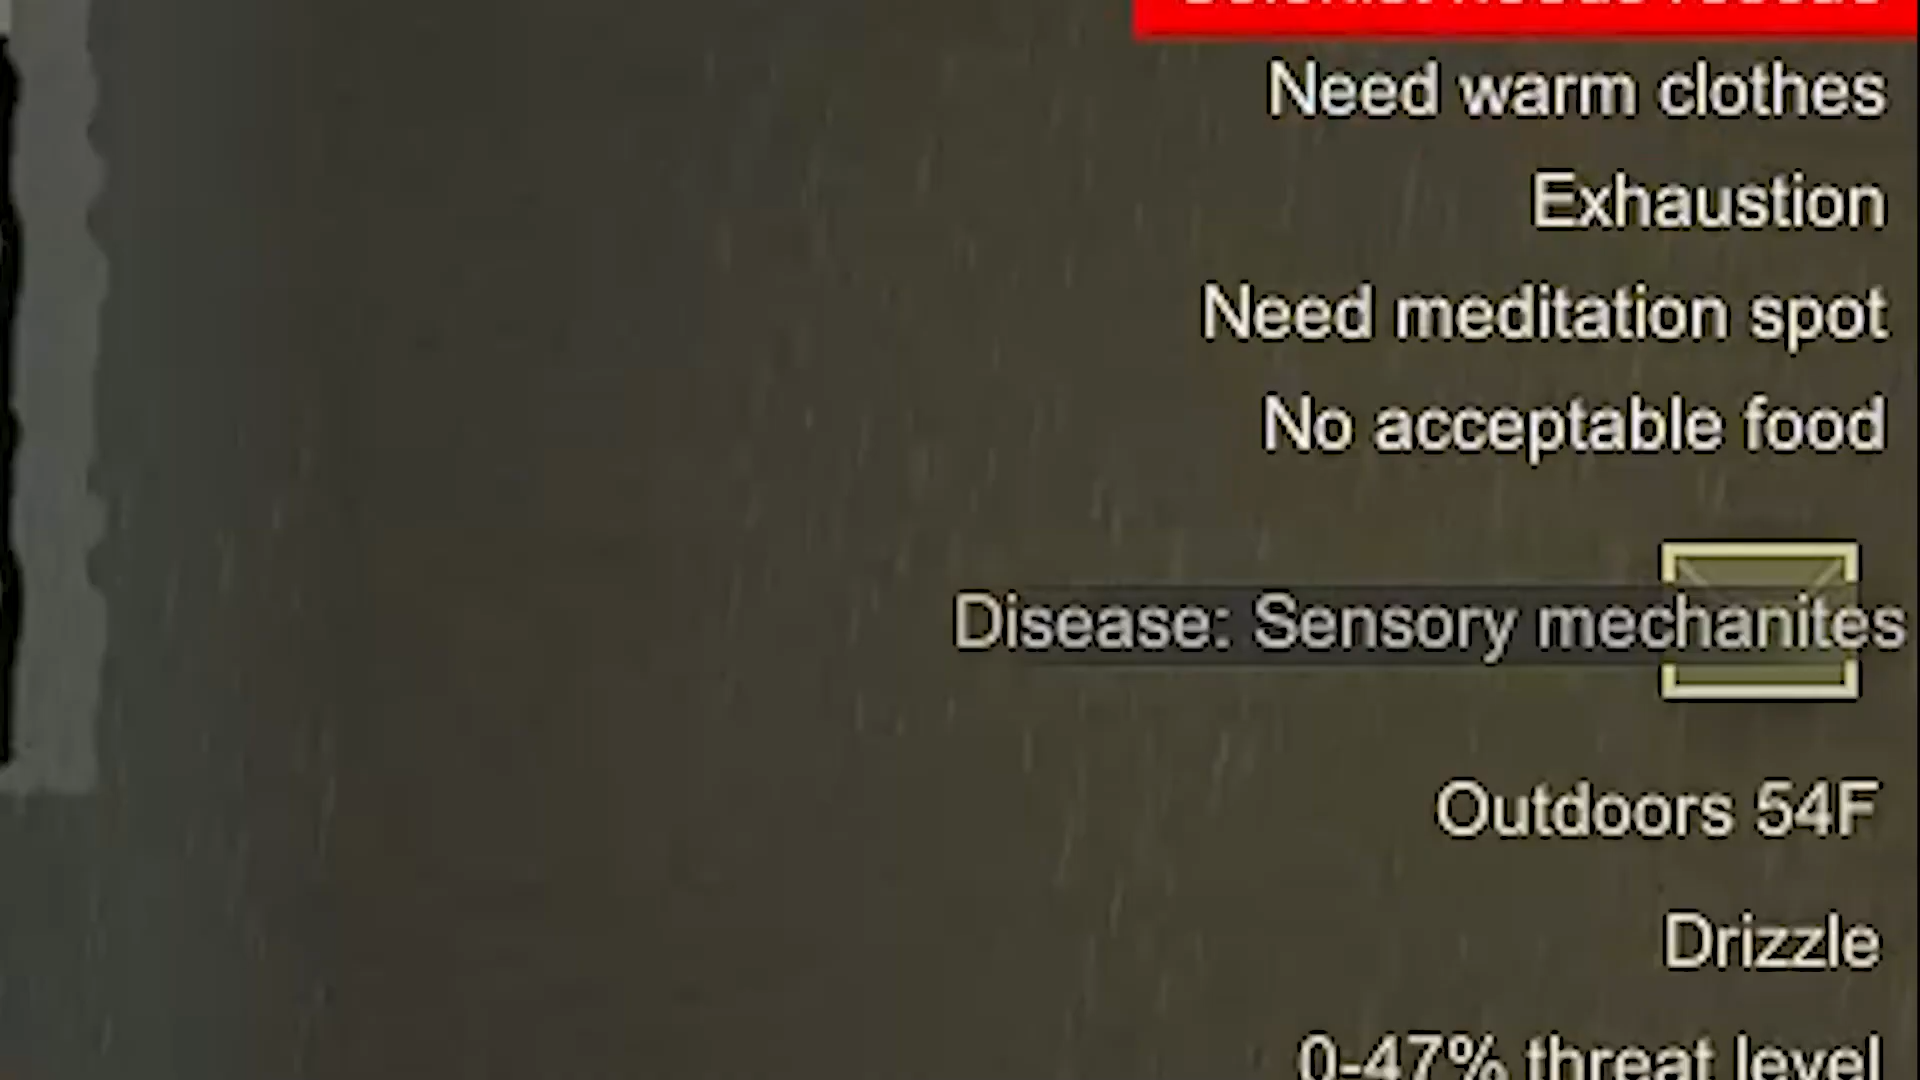 Need warm clothes
Exhaustion
Need meditation spot
No acceptable food
Disease: Sensory mechanites
Outdoors 54F
Drizzle
0-47% threat level